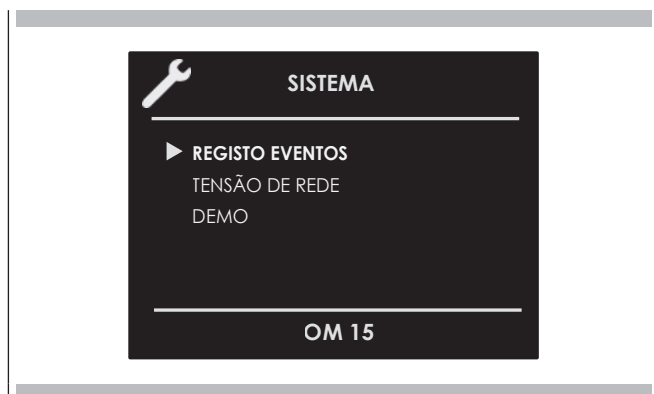 SISTEMA
REGISTO EVENTOS
TENSÃO DE REDE
DEMO
OM 15